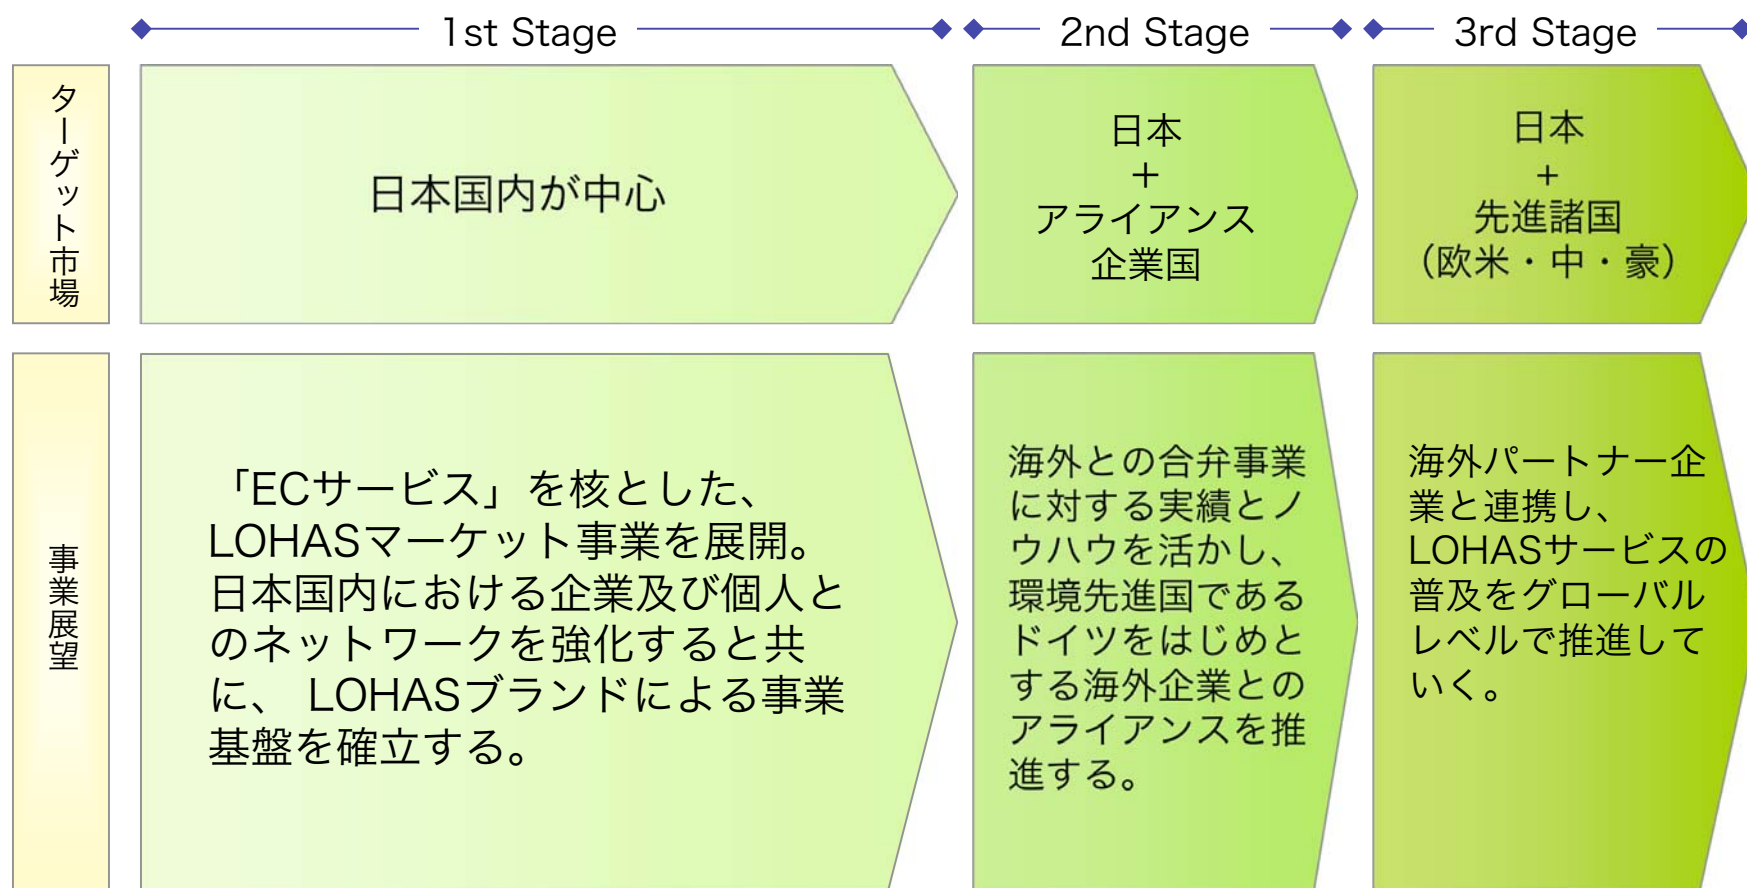 1st Stage
2nd Stage
3rd Stage
ターゲット市場
日本国内が中心
日本
＋
アライアンス
企業国
日本
+
先進諸国
（欧米・中・豪）
事業展望
「ECサービス」を核とした、
LOHASマーケット事業を展開。
日本国内における企業及び個人と
のネットワークを強化すると共
に、 LOHASブランドによる事業
基盤を確立する。
海外との合弁事業
に対する実績とノ
ウハウを活かし、
環境先進国である
ドイツをはじめと
する海外企業との
アライアンスを推
進する。
海外パートナー企
業と連携し、
LOHASサービスの
普及をグローバル
レベルで推進して
いく。